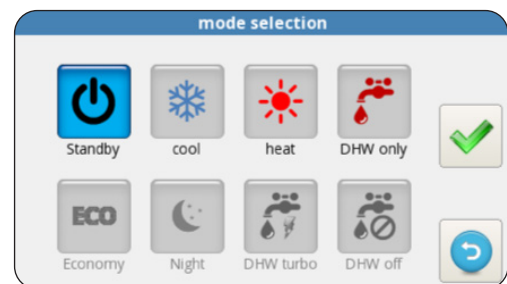 mode selection
Standby cool heat DHW only
ECO
Economy Night DHW turbo DHW off